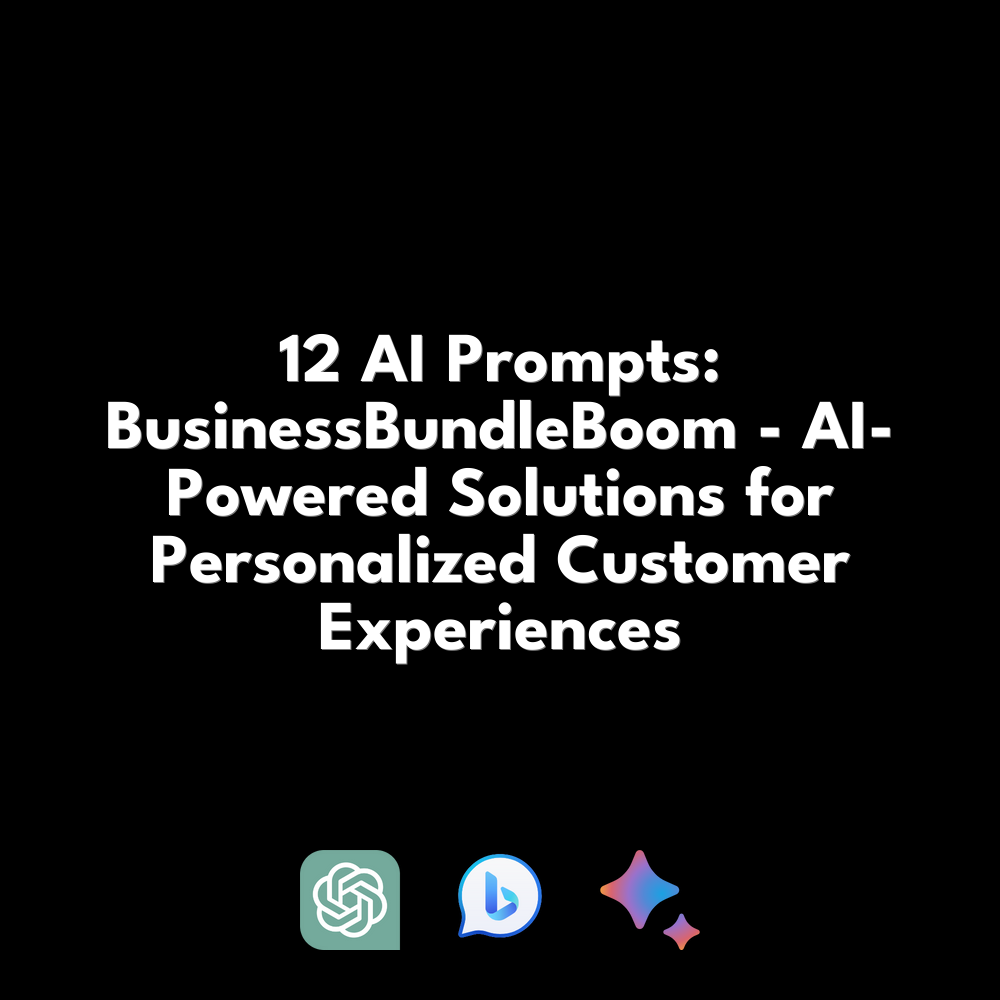 12 AI Prompts:
BusinessBundleBoom - AI-
Powered Solutions for
Personalized Customer
Experiences